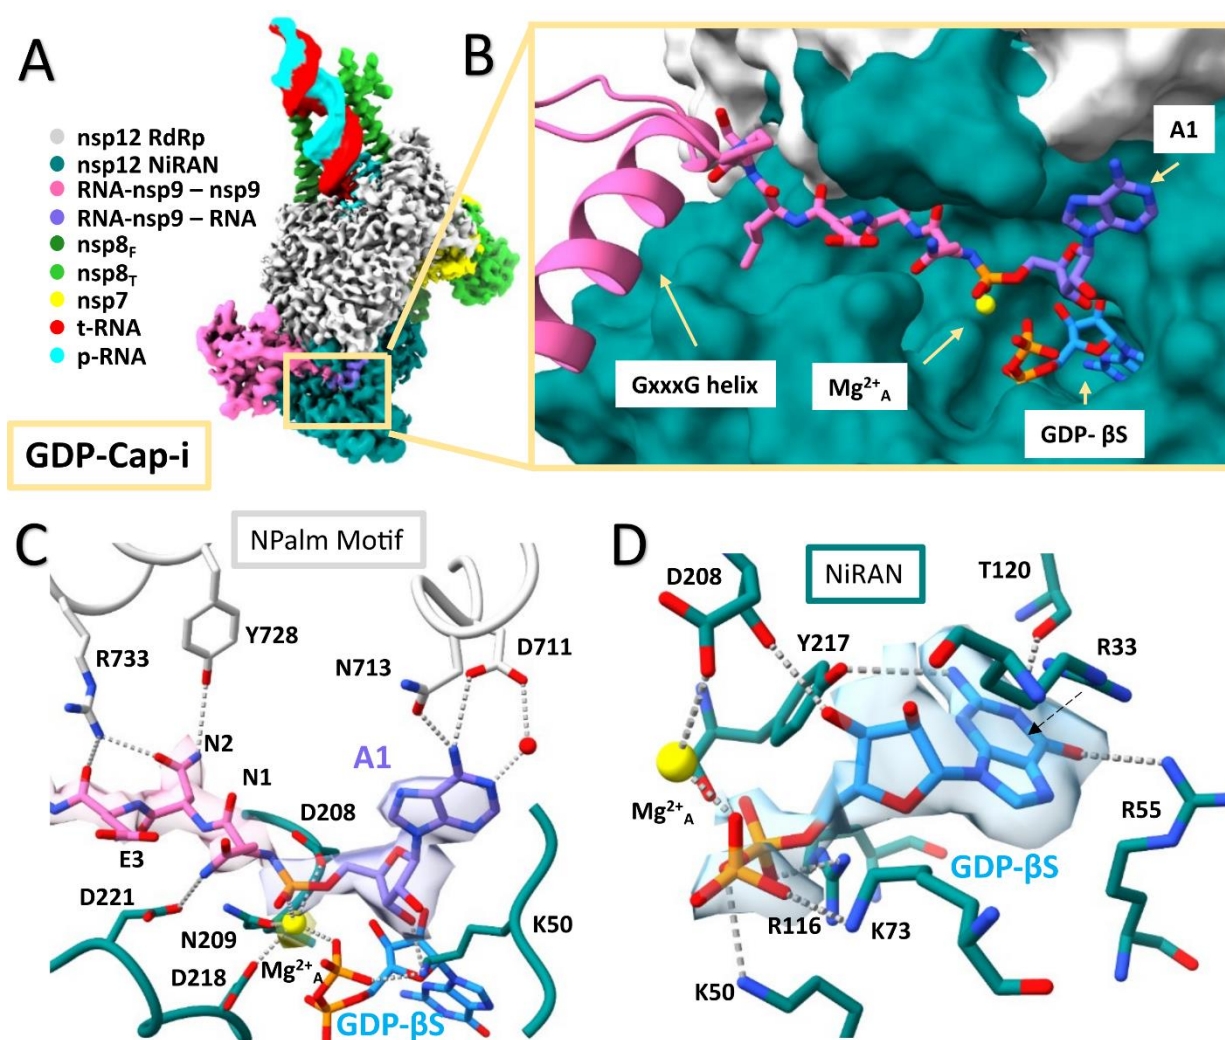 A
nsp12 RdRp
nsp12 NiRAN
RNA-nsp9 – nsp9
RNA-nsp9 – RNA
nsp8F
nsp8T
nsp7
t-RNA
p-RNA
GDP-Cap-i
B
A1
GxxxG helix
Mg²⁺A
GDP- βS
C
NPalm Motif
R733
Y728
N713
D711
N2
N1
A1
D208
E3
D221
N209
D218
Mg²⁺A
K50
GDP-βS
D
NiRAN
D208
T120
Y217
R33
Mg²⁺A
R55
GDP-βS
R116
K73
K50